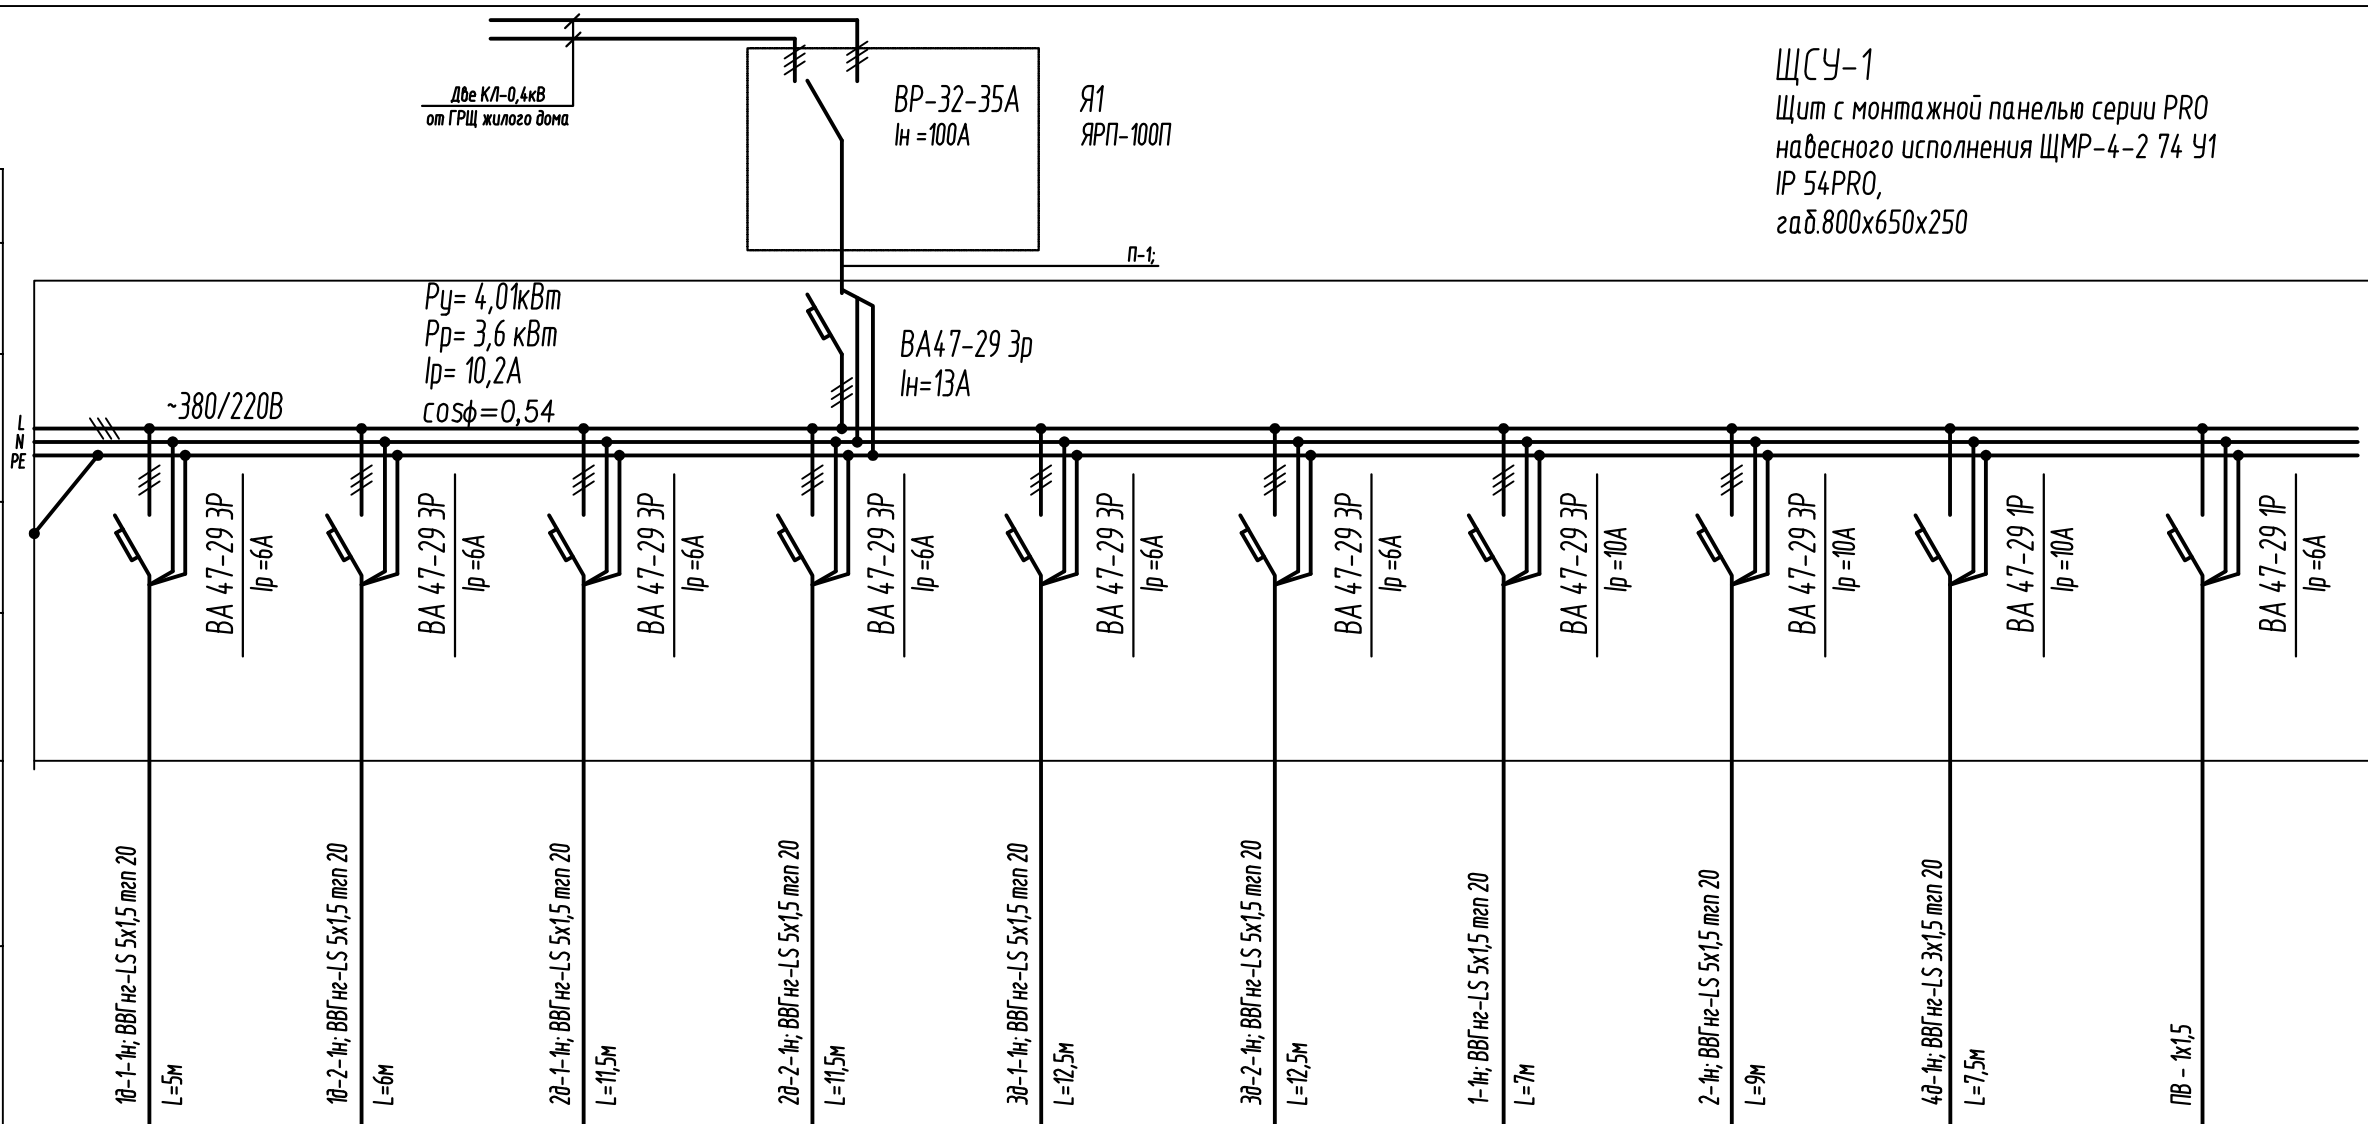 Две КЛ-0,4кВ
от ГРЩ жилого дома
ВР-32-35А
Iн =100А
Я1
ЯРП-100П
ЩСУ-1
Щит с монтажной панелью серии PRO
навесного исполнения ЩМР-4-2 74 У1
IP 54PRO,
габ.800х650х250
П-1;
Ру= 4,01кВт
Рр= 3,6 кВт
Iр= 10,2А
cosϕ=0,54
ВА47-29 3р
Iн=13А
~380/220В
L
N
PE
ВА 47-29 3Р
Iр =6А
ВА 47-29 3Р
Iр =6А
ВА 47-29 3Р
Iр =6А
ВА 47-29 3Р
Iр =6А
ВА 47-29 3Р
Iр =6А
ВА 47-29 3Р
Iр =6А
ВА 47-29 3Р
Iр =10А
ВА 47-29 3Р
Iр =10А
ВА 47-29 1Р
Iр =10А
ВА 47-29 1Р
Iр =6А
1д-1-1н; ВВГнг-LS 5х1,5 тгп 20
L=5м
1д-2-1н; ВВГнг-LS 5х1,5 тгп 20
L=6м
2д-1-1н; ВВГнг-LS 5х1,5 тгп 20
L=11,5м
2д-2-1н; ВВГнг-LS 5х1,5 тгп 20
L=11,5м
3д-1-1н; ВВГнг-LS 5х1,5 тгп 20
L=12,5м
3д-2-1н; ВВГнг-LS 5х1,5 тгп 20
L=12,5м
1-1н; ВВГнг-LS 5х1,5 тгп 20
L=7м
2-1н; ВВГнг-LS 5х1,5 тгп 20
L=9м
4д-1н; ВВГнг-LS 3х1,5 тгп 20
L=7,5м
ПВ - 1х1,5